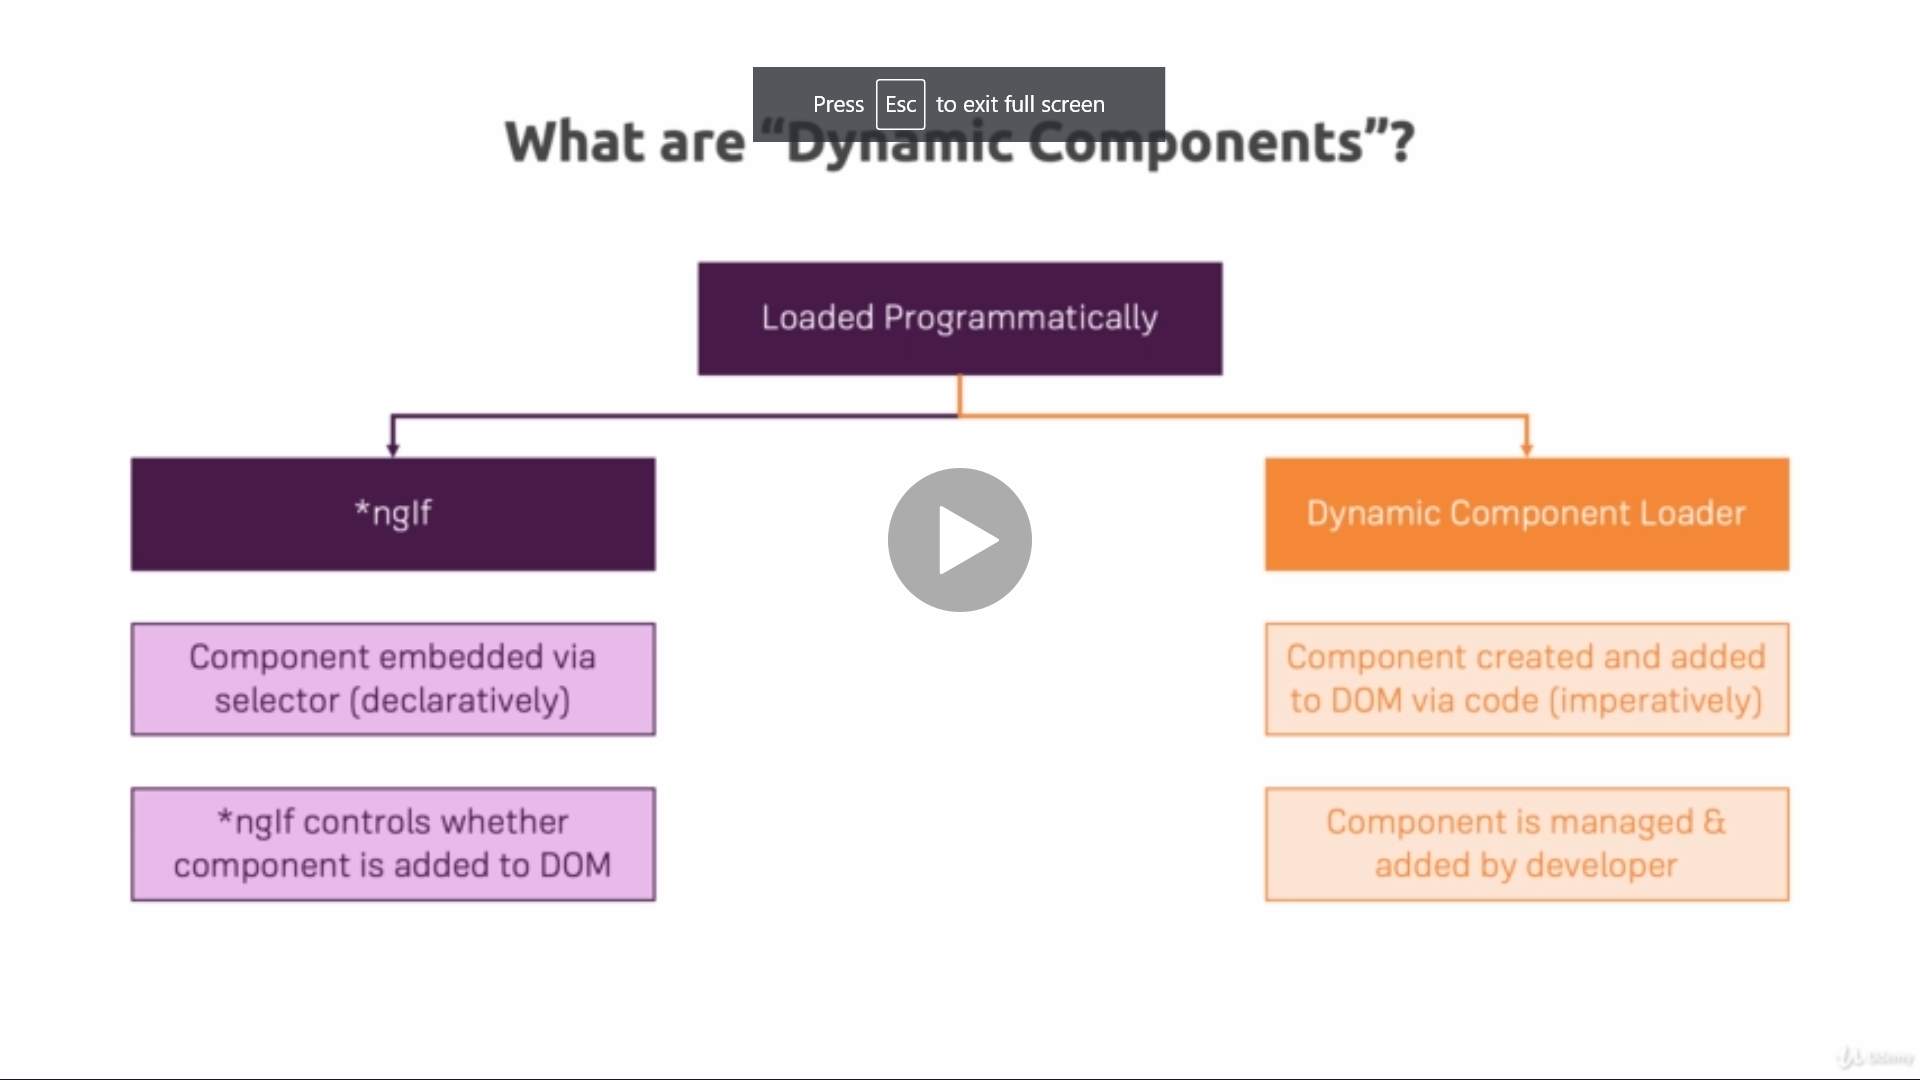 Press Esc to exit full screen
What are “Dynamic Components”?
Loaded Programmatically
*ngIf
Dynamic Component Loader
Component embedded via
selector (declaratively)
Component created and added
to DOM via code (imperatively)
*ngIf controls whether
component is added to DOM
Component is managed &
added by developer
Udemy